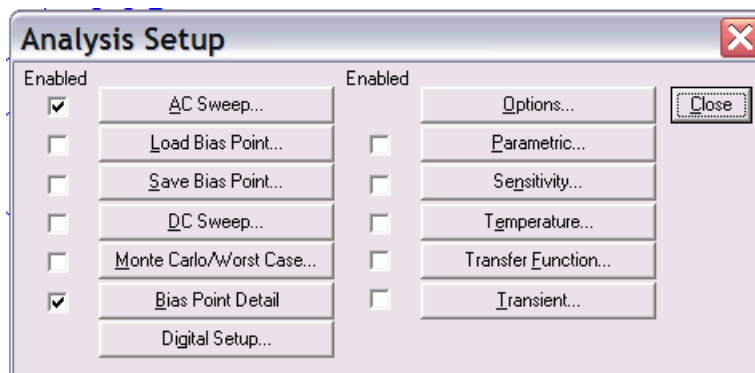 Analysis Setup
Enabled Enabled
AC Sweep... Options... Close
Load Bias Point... Parametric...
Save Bias Point... Sensitivity...
DC Sweep... Temperature...
Monte Carlo/Worst Case... Transfer Function...
Bias Point Detail Transient...
Digital Setup...